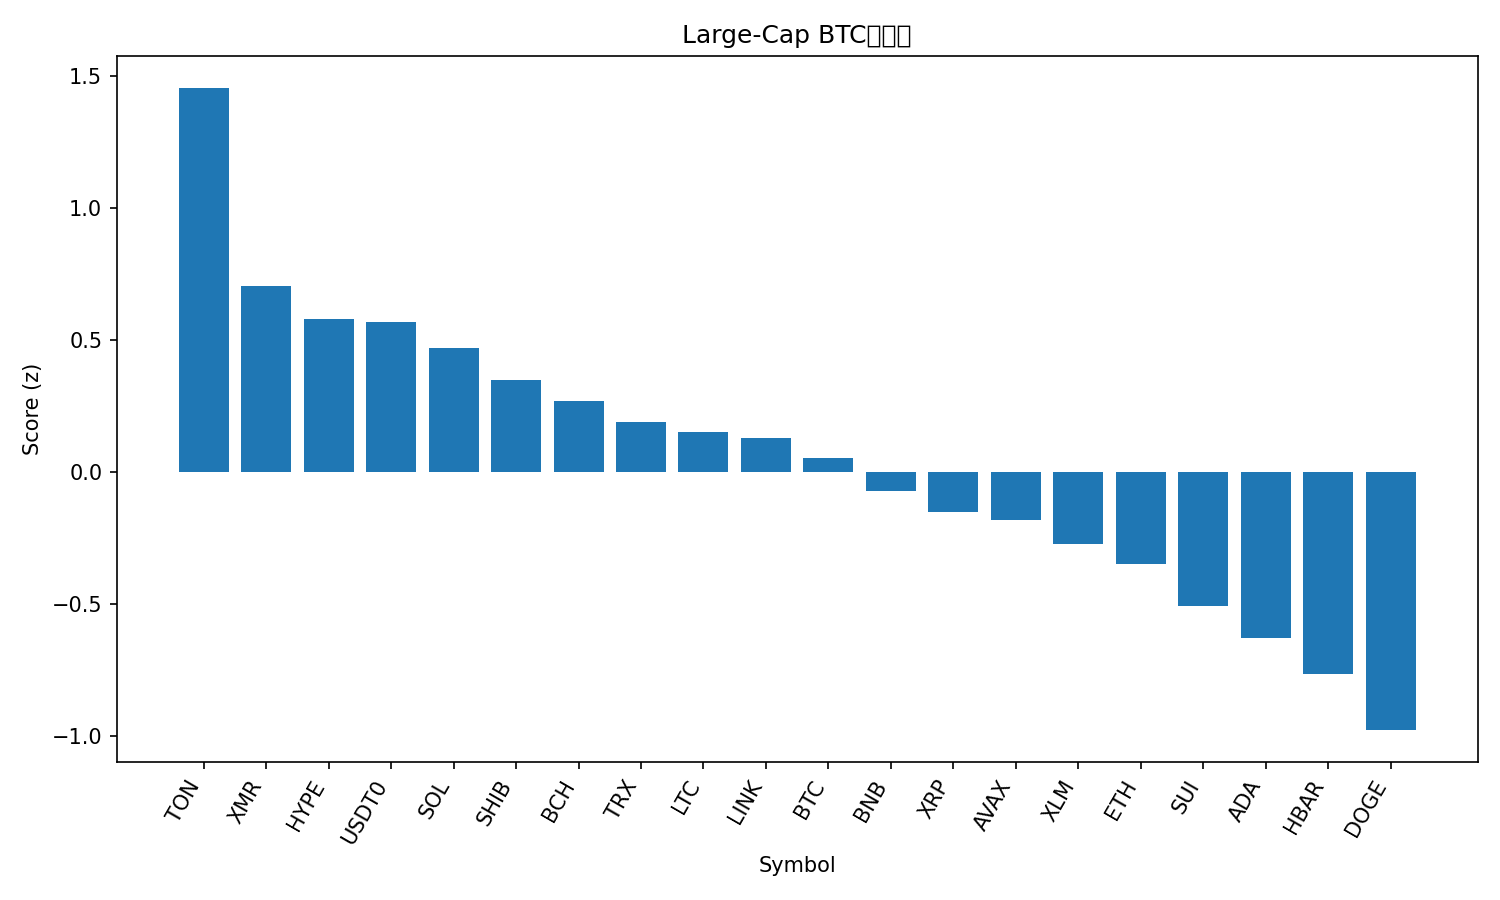 Large-Cap BTC
1.5
1.0
0.5
0.0
−0.5
−1.0
Score (z)
TON XMR HYPE USDT0 SOL SHIB BCH TRX LTC LINK BTC BNB XRP AVAX XLM ETH SUI ADA HBAR DOGE
Symbol